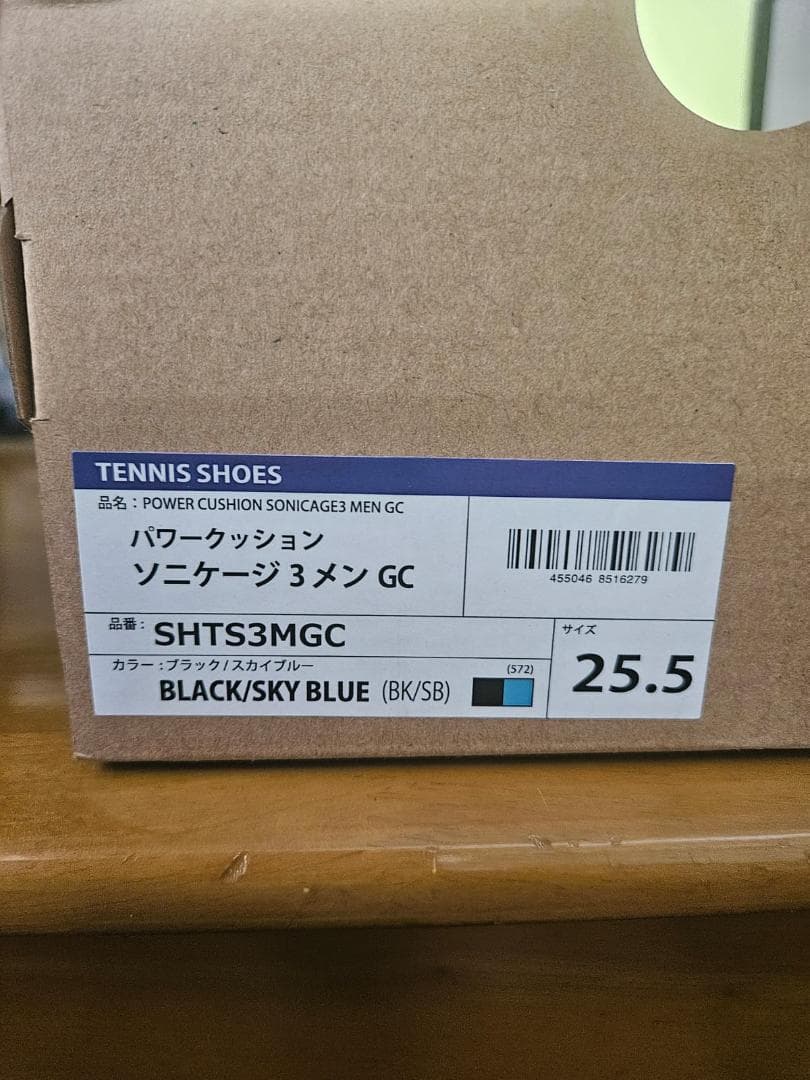 TENNIS SHOES
品名：POWER CUSHION SONICAGE3 MEN GC
パワークッション
ソニケージ 3 メン GC
455046 8516279
品番：SHTS3MGC
カラー：ブラック/スカイブルー
BLACK/SKY BLUE (BK/SB)
(572)
サイズ
25.5